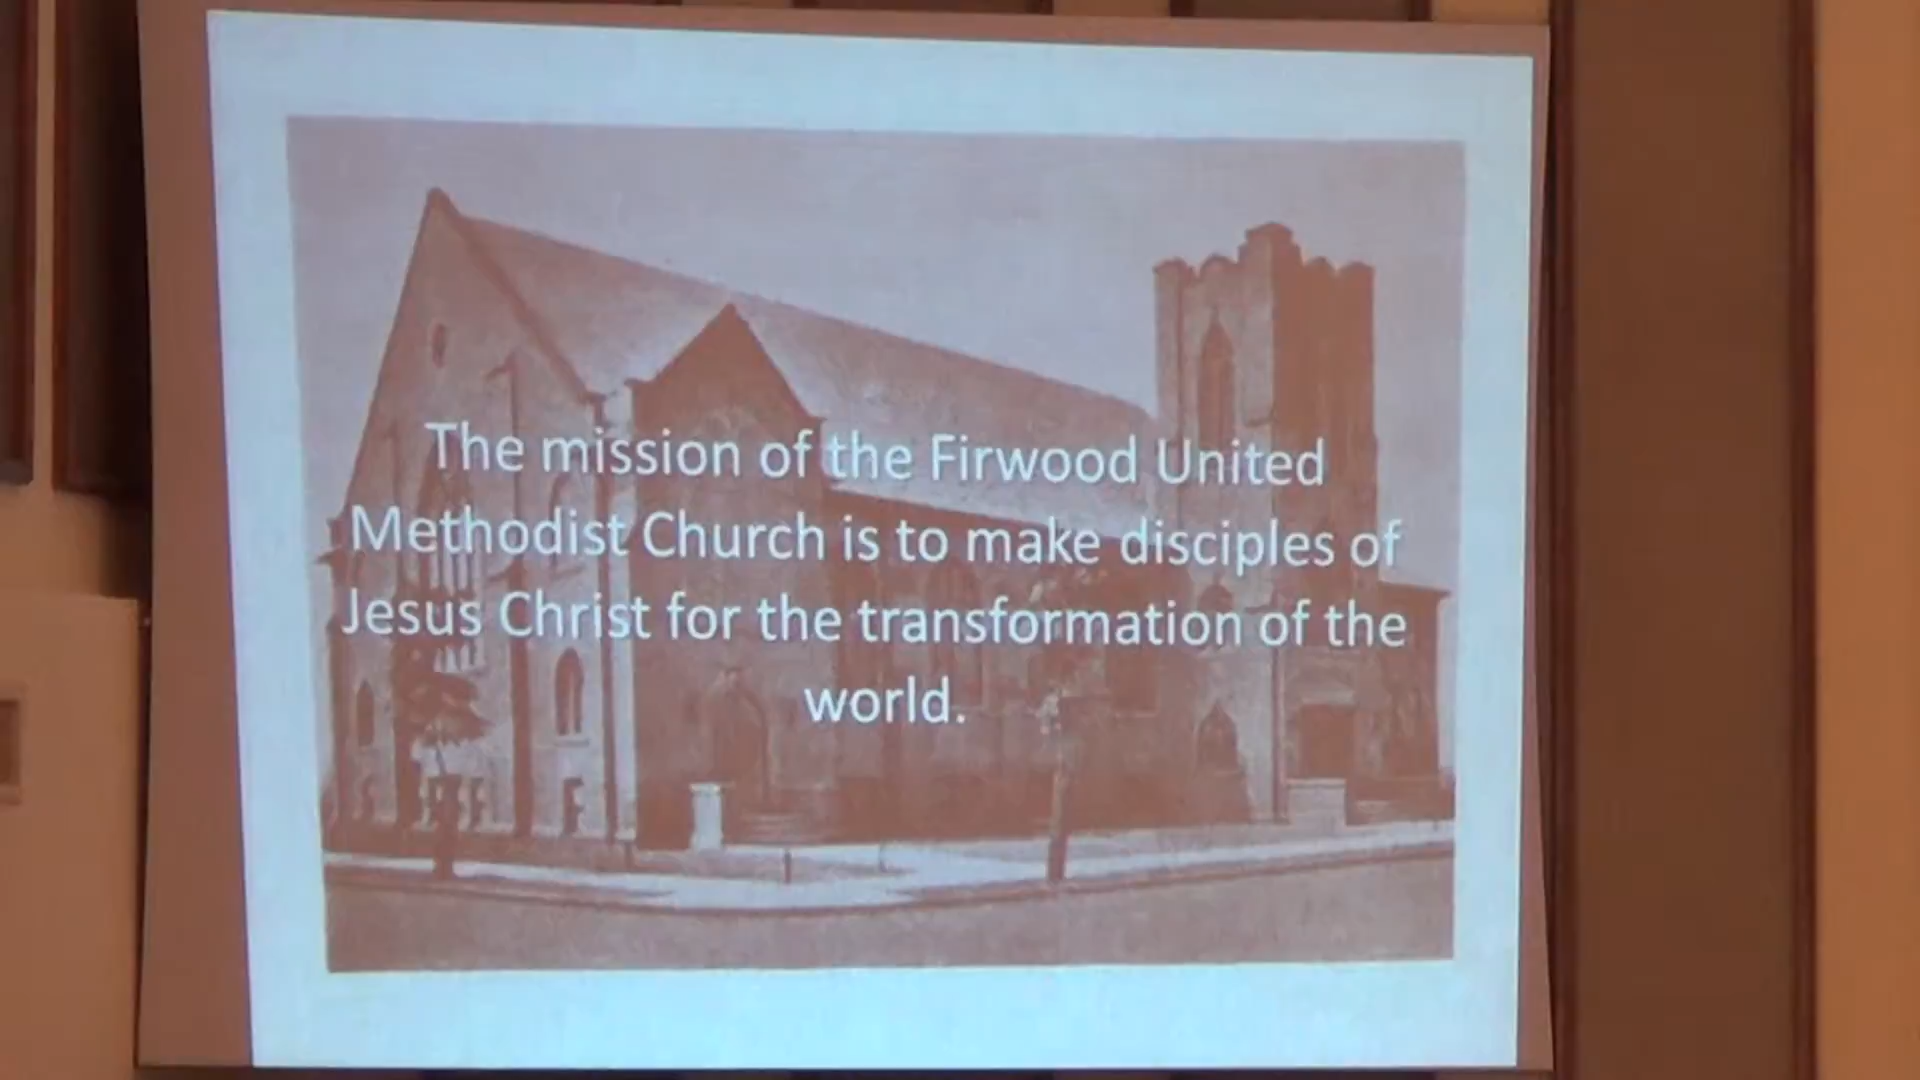 The mission of the Firwood United
Methodist Church is to make disciples of
Jesus Christ for the transformation of the
world.